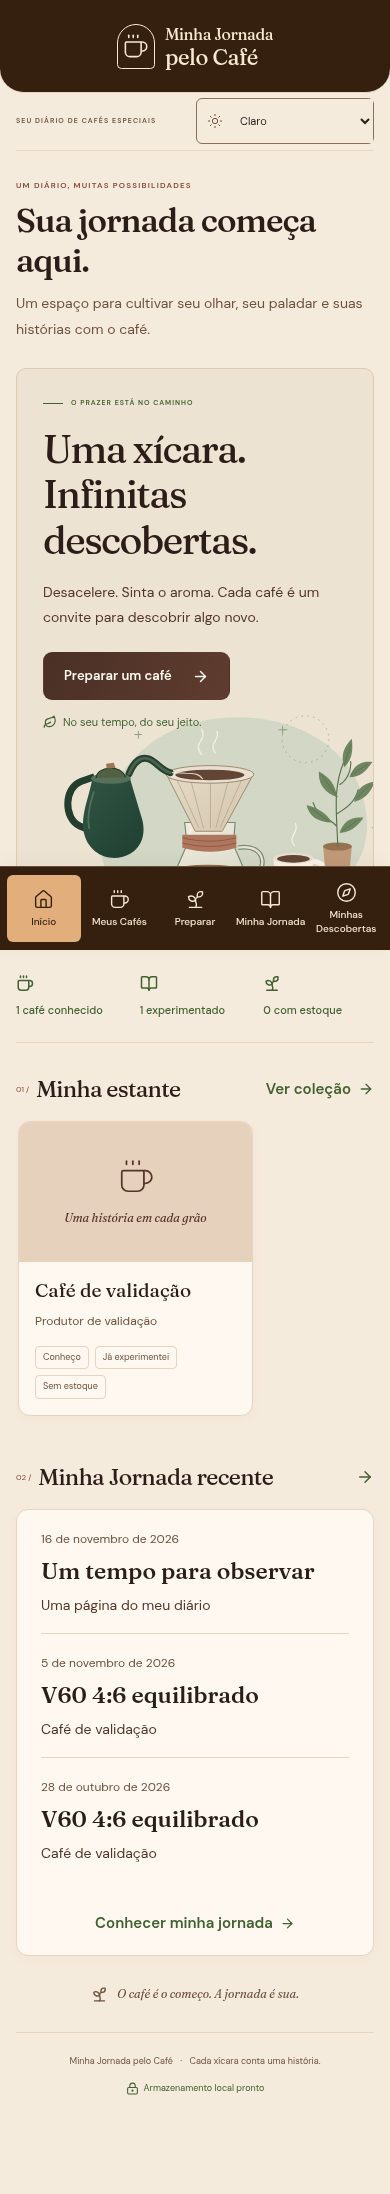 Minha Jornada
pelo Café
SEU DIÁRIO DE CAFÉS ESPECIAIS
Claro
UM DIÁRIO, MUITAS POSSIBILIDADES
Sua jornada começa
aqui.
Um espaço para cultivar seu olhar, seu paladar e suas
histórias com o café.
O PRAZER ESTÁ NO CAMINHO
Uma xícara.
Infinitas
descobertas.
Desacelere. Sinta o aroma. Cada café é um
convite para descobrir algo novo.
Preparar um café
No seu tempo, do seu jeito.
Início
Meus Cafés
Preparar
Minha Jornada
Minhas
Descobertas
1 café conhecido
1 experimentado
0 com estoque
01 /
Minha estante
Ver coleção
Uma história em cada grão
Café de validação
Produtor de validação
Conheço
Já experimentei
Sem estoque
02 /
Minha Jornada recente
16 de novembro de 2026
Um tempo para observar
Uma página do meu diário
5 de novembro de 2026
V60 4:6 equilibrado
Café de validação
28 de outubro de 2026
V60 4:6 equilibrado
Café de validação
Conhecer minha jornada
O café é o começo. A jornada é sua.
Minha Jornada pelo Café · Cada xícara conta uma história.
Armazenamento local pronto